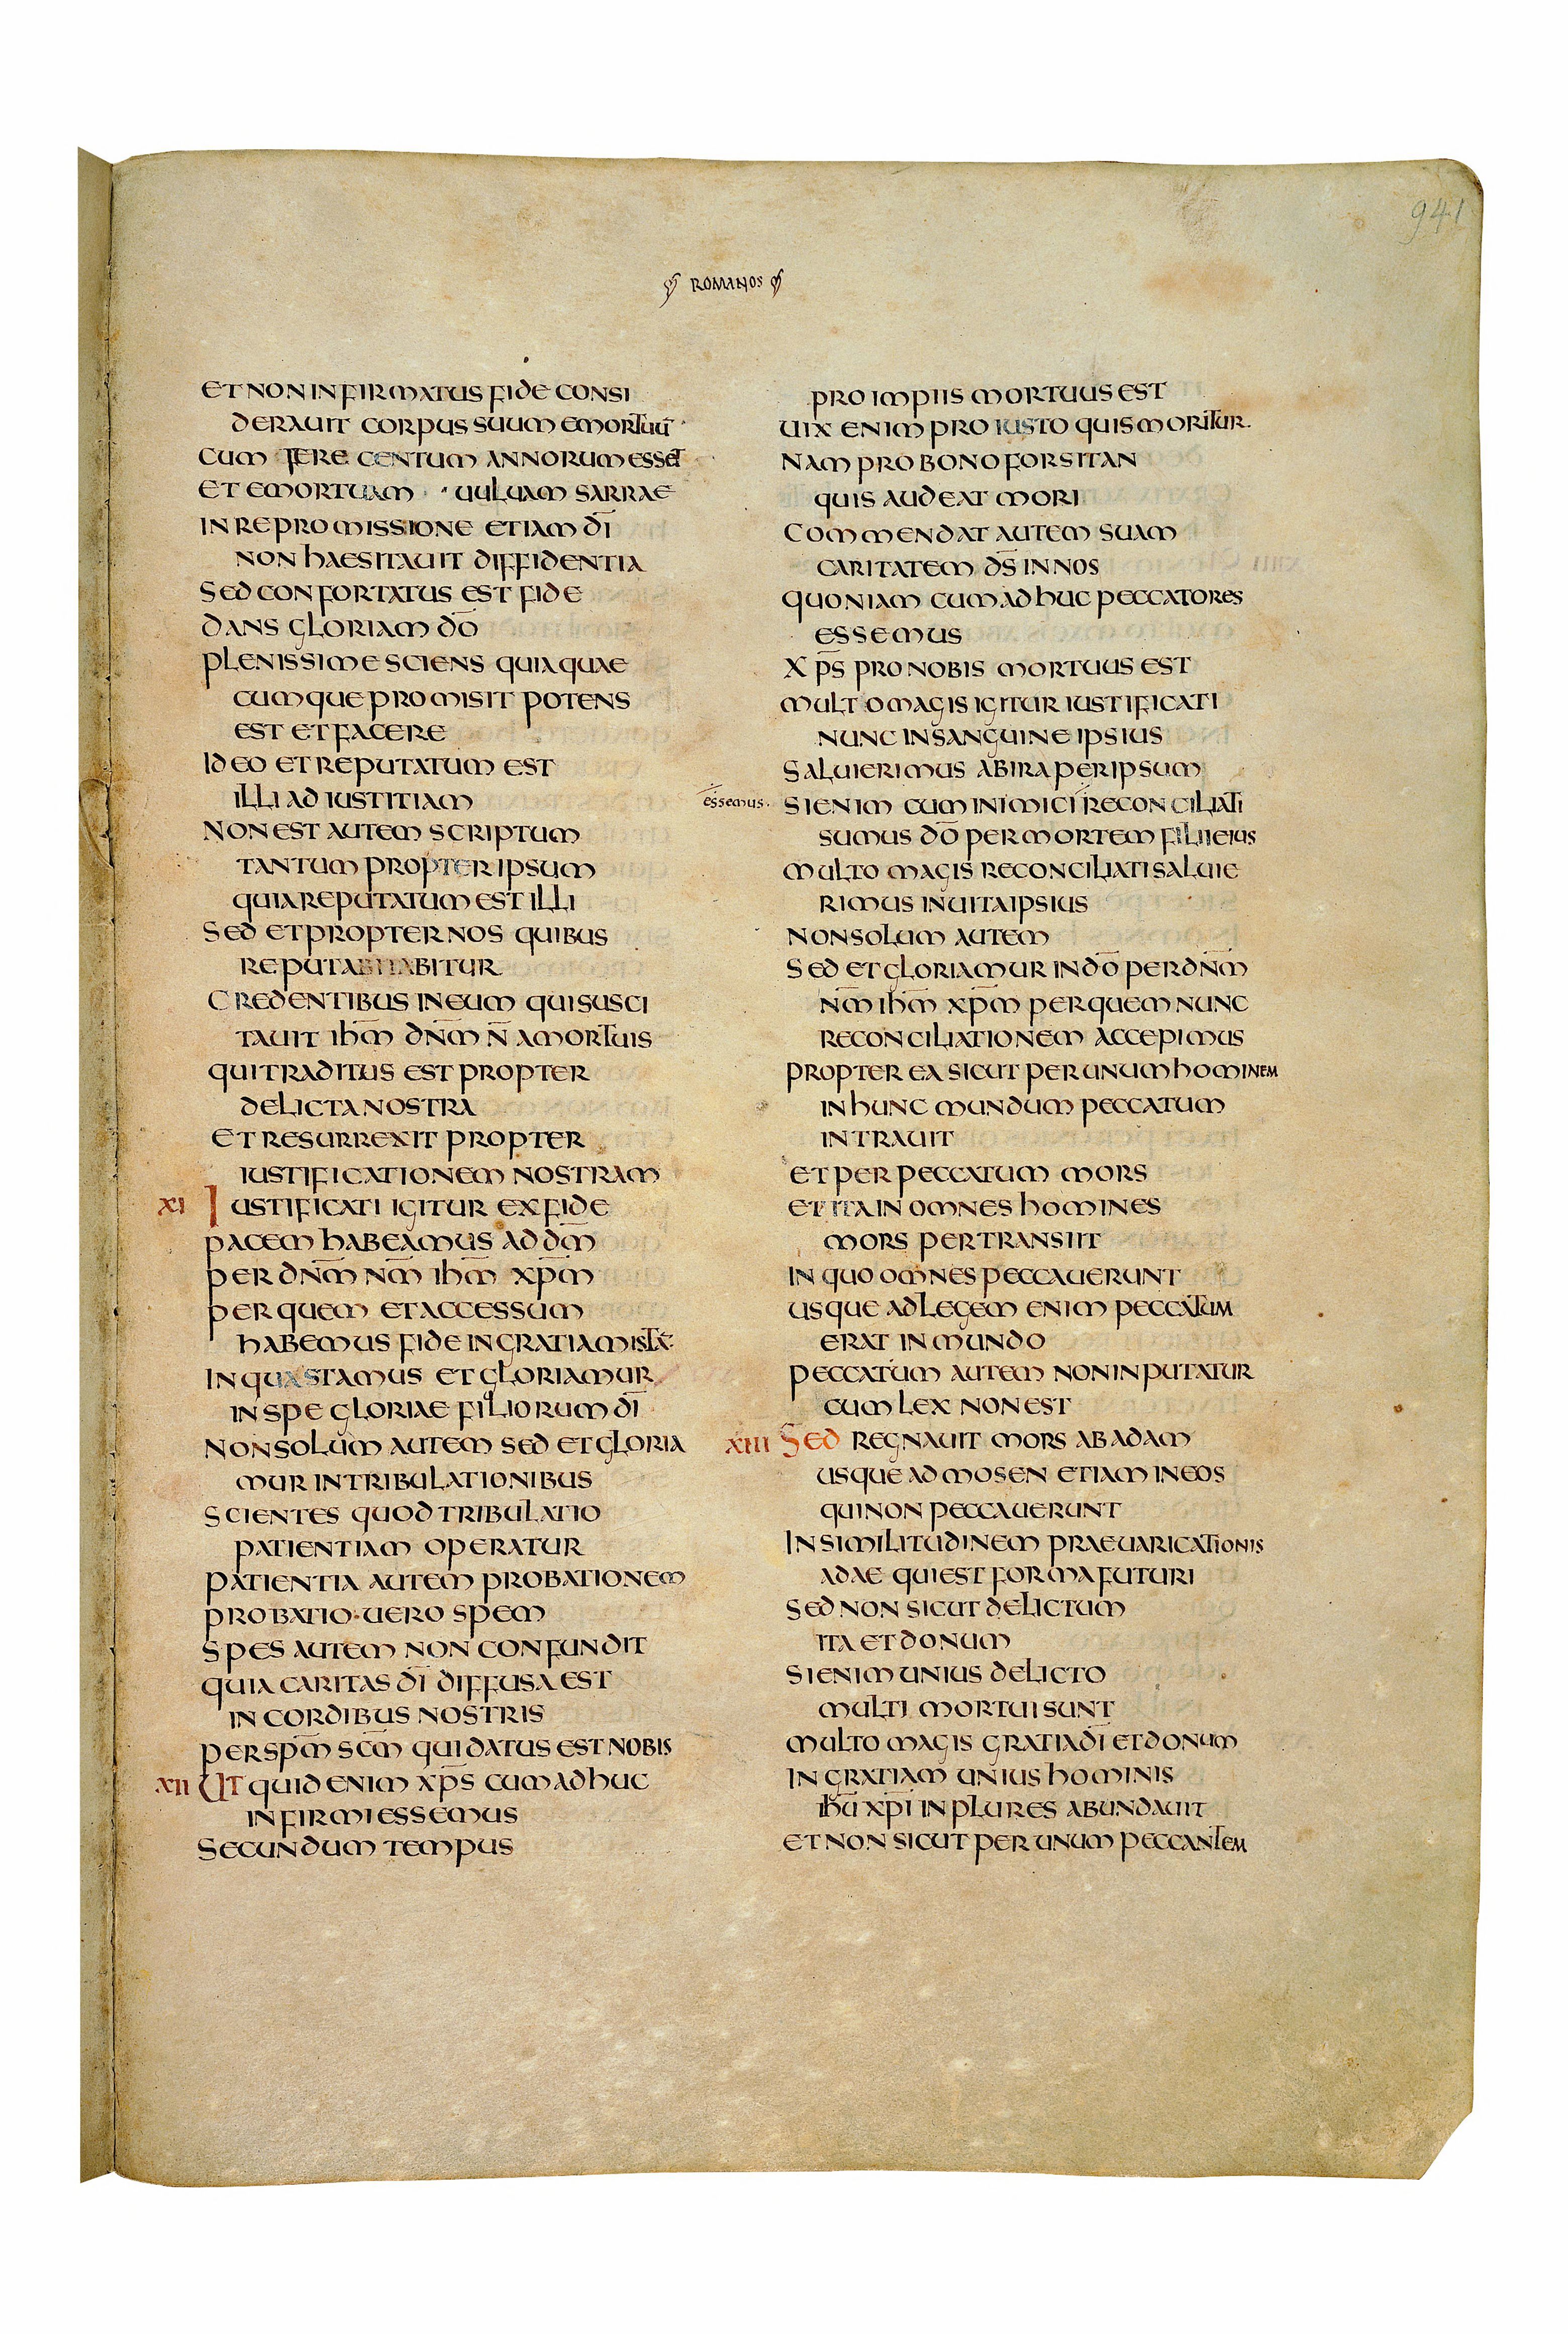 941
ROMANOS
ET NON INFIRMATUS FIDE CONSI
DERAUIT CORPUS SUUM EMORTUŪ
CUM FERE CENTUM ANNORUM ESSET
ET EMORTUAM UULUAM SARRAE
IN REPROMISSIONE ETIAM DI̅
NON HAESITAUIT DIFFIDENTIA
SED CONFORTATUS EST FIDE
DANS GLORIAM DO̅
PLENISSIME SCIENS QUIA QUAE
CUMQUE PROMISIT POTENS
EST ET FACERE
IDEO ET REPUTATUM EST
ILLI AD IUSTITIAM
NON EST AUTEM SCRIPTUM
TANTUM PROPTER IPSUM
QUIA REPUTATUM EST ILLI
SED ET PROPTER NOS QUIBUS
REPUTABITUR
CREDENTIBUS IN EUM QUI SUSCI
TAUIT IHM̅ DNM̅ N̅ A MORTUIS
QUI TRADITUS EST PROPTER
DELICTA NOSTRA
ET RESURREXIT PROPTER
IUSTIFICATIONEM NOSTRAM
XI IUSTIFICATI IGITUR EX FIDE
PACEM HABEAMUS AD DM̅
PER DNM̅ NM̅ IHM̅ XPM̅
PER QUEM ET ACCESSUM
HABEMUS FIDE IN GRATIAM ISTĀ
IN QUA STAMUS ET GLORIAMUR
IN SPE GLORIAE FILIORUM DI̅
NON SOLUM AUTEM SED ET GLORIA
MUR IN TRIBULATIONIBUS
SCIENTES QUOD TRIBULATIO
PATIENTIAM OPERATUR
PATIENTIA AUTEM PROBATIONEM
PROBATIO UERO SPEM
SPES AUTEM NON CONFUNDIT
QUIA CARITAS DI̅ DIFFUSA EST
IN CORDIBUS NOSTRIS
PER SPM̅ SCM̅ QUI DATUS EST NOBIS
XII UT QUID ENIM XPS̅ CUM ADHUC
INFIRMI ESSEMUS
SECUNDUM TEMPUS
PRO IMPIIS MORTUUS EST
UIX ENIM PRO IUSTO QUIS MORITUR
NAM PRO BONO FORSITAN
QUIS AUDEAT MORI
COMMENDAT AUTEM SUAM
CARITATEM DS̅ IN NOS
QUONIAM CUM ADHUC PECCATORES
ESSEMUS
XPS̅ PRO NOBIS MORTUUS EST
MULTO MAGIS IGITUR IUSTIFICATI
NUNC IN SANGUINE IPSIUS
SALUI ERIMUS AB IRA PER IPSUM
essemus. SI ENIM CUM INIMICI RECONCILIATI
SUMUS DO̅ PER MORTEM FILII EIUS
MULTO MAGIS RECONCILIATI SALUI E
RIMUS IN UITA IPSIUS
NON SOLUM AUTEM
SED ET GLORIAMUR IN DO̅ PER DNM̅
NM̅ IHM̅ XPM̅ PER QUEM NUNC
RECONCILIATIONEM ACCEPIMUS
PROPTEREA SICUT PER UNUM HOMINEM
IN HUNC MUNDUM PECCATUM
INTRAUIT
ET PER PECCATUM MORS
ET ITA IN OMNES HOMINES
MORS PERTRANSIIT
IN QUO OMNES PECCAUERUNT
USQUE AD LEGEM ENIM PECCATUM
ERAT IN MUNDO
PECCATUM AUTEM NON INPUTATUR
CUM LEX NON EST
XIII SED REGNAUIT MORS AB ADAM
USQUE AD MOSEN ETIAM IN EOS
QUI NON PECCAUERUNT
IN SIMILITUDINEM PRAEUARICATIONIS
ADAE QUI EST FORMA FUTURI
SED NON SICUT DELICTUM
ITA ET DONUM
SI ENIM UNIUS DELICTO
MULTI MORTUI SUNT
MULTO MAGIS GRATIA DI̅ ET DONUM
IN GRATIAM UNIUS HOMINIS
IHU̅ XPI̅ IN PLURES ABUNDAUIT
ET NON SICUT PER UNUM PECCANTEM